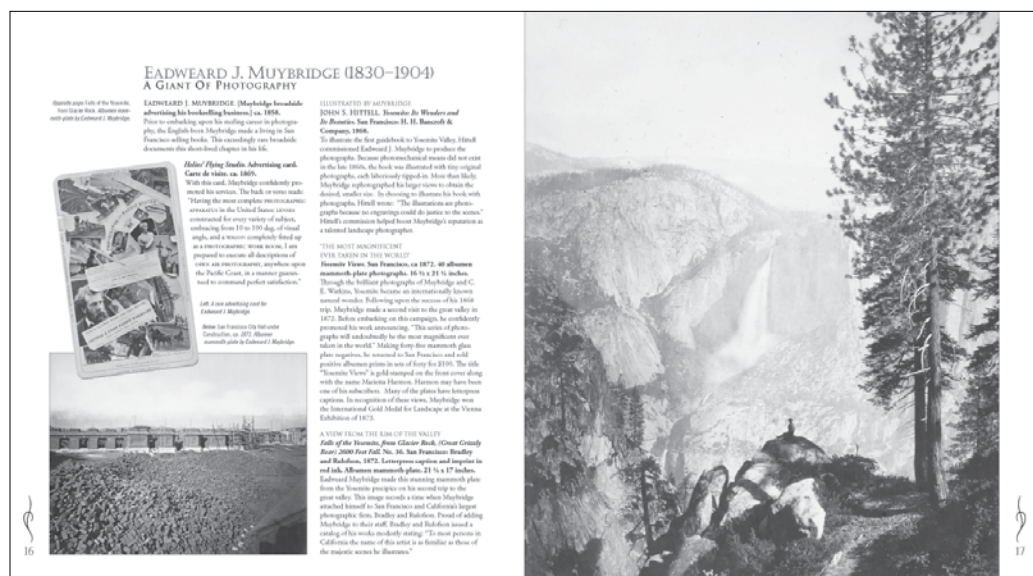 EADWEARD J. MUYBRIDGE (1830–1904)
A GIANT OF PHOTOGRAPHY
Opposite page: Falls of the Yosemite,
from Glacier Rock. Albumen mam-
moth-plate by Eadweard J. Muybridge.
EADWEARD J. MUYBRIDGE. [Muybridge broadside
advertising his bookselling business.] ca. 1858.
Prior to embarking upon his roving career in photogra-
phy, the English-born Muybridge made a living in San
Francisco selling books. This exceedingly rare broadside
documents this short-lived chapter in his life.
Helios' Flying Studio. Advertising card.
Carte de visite. ca. 1869.
With this card, Muybridge confidently pro-
moted his services. The back or verso reads:
"Having the most complete PHOTOGRAPHIC
APPARATUS in the United States: LENSES
constructed for every variety of subject,
embracing from 10 to 100 deg. of visual
angle, and a WAGON completely fitted up
as a PHOTOGRAPHIC WORK ROOM, I am
prepared to execute all descriptions of
OPEN AIR PHOTOGRAPHY, anywhere upon
the Pacific Coast, in a manner guaran-
teed to command perfect satisfaction."
Left: A rare advertising card for
Eadweard J. Muybridge.
Below: San Francisco City Hall under
Construction, ca. 1872. Albumen
mammoth-plate by Eadweard J. Muybridge.
16
ILLUSTRATED BY MUYBRIDGE
JOHN S. HITTELL. Yosemite: Its Wonders and
Its Beauties. San Francisco: H. H. Bancroft &
Company, 1868.
To illustrate the first guidebook to Yosemite Valley, Hittell
commissioned Eadweard J. Muybridge to produce the
photographs. Because photomechanical means did not exist
in the late 1860s, the book was illustrated with tiny original
photographs, each laboriously tipped-in. More than likely,
Muybridge rephotographed his larger views to obtain the
desired, smaller size. In choosing to illustrate his book with
photographs, Hittell wrote: "The illustrations are photo-
graphs because no engravings could do justice to the scenes."
Hittell's commission helped boost Muybridge's reputation as
a talented landscape photographer.
'THE MOST MAGNIFICENT
EVER TAKEN IN THE WORLD'
Yosemite Views. San Francisco, ca 1872. 40 albumen
mammoth-plate photographs. 16 ½ x 21 ½ inches.
Through the brilliant photographs of Muybridge and C.
E. Watkins, Yosemite became an internationally known
natural wonder. Following upon the success of his 1868
trip, Muybridge made a second visit to the great valley in
1872. Before embarking on this campaign, he confidently
promoted his work announcing, "This series of photo-
graphs will undoubtedly be the most magnificent ever
taken in the world." Making forty-five mammoth glass
plate negatives, he returned to San Francisco and sold
positive albumen prints in sets of forty for $100. The title
"Yosemite Views" is gold-stamped on the front cover along
with the name Marietta Harmon. Harmon may have been
one of his subscribers. Many of the plates have letterpress
captions. In recognition of these views, Muybridge won
the International Gold Medal for Landscape at the Vienna
Exhibition of 1873.
A VIEW FROM THE RIM OF THE VALLEY
Falls of the Yosemite, from Glacier Rock, (Great Grizzly
Bear) 2600 Feet Fall. No. 36. San Francisco: Bradley
and Rulofson, 1872. Letterpress caption and imprint in
red ink. Albumen mammoth-plate. 21 ¼ x 17 inches.
Eadweard Muybridge made this stunning mammoth plate
from the Yosemite precipice on his second trip to the
great valley. This image records a time when Muybridge
attached himself to San Francisco and California's largest
photographic firm, Bradley and Rulofson. Proud of adding
Muybridge to their staff, Bradley and Rulofson issued a
catalog of his works modestly stating: "To most persons in
California the name of this artist is as familiar as those of
the majestic scenes he illustrates."
17